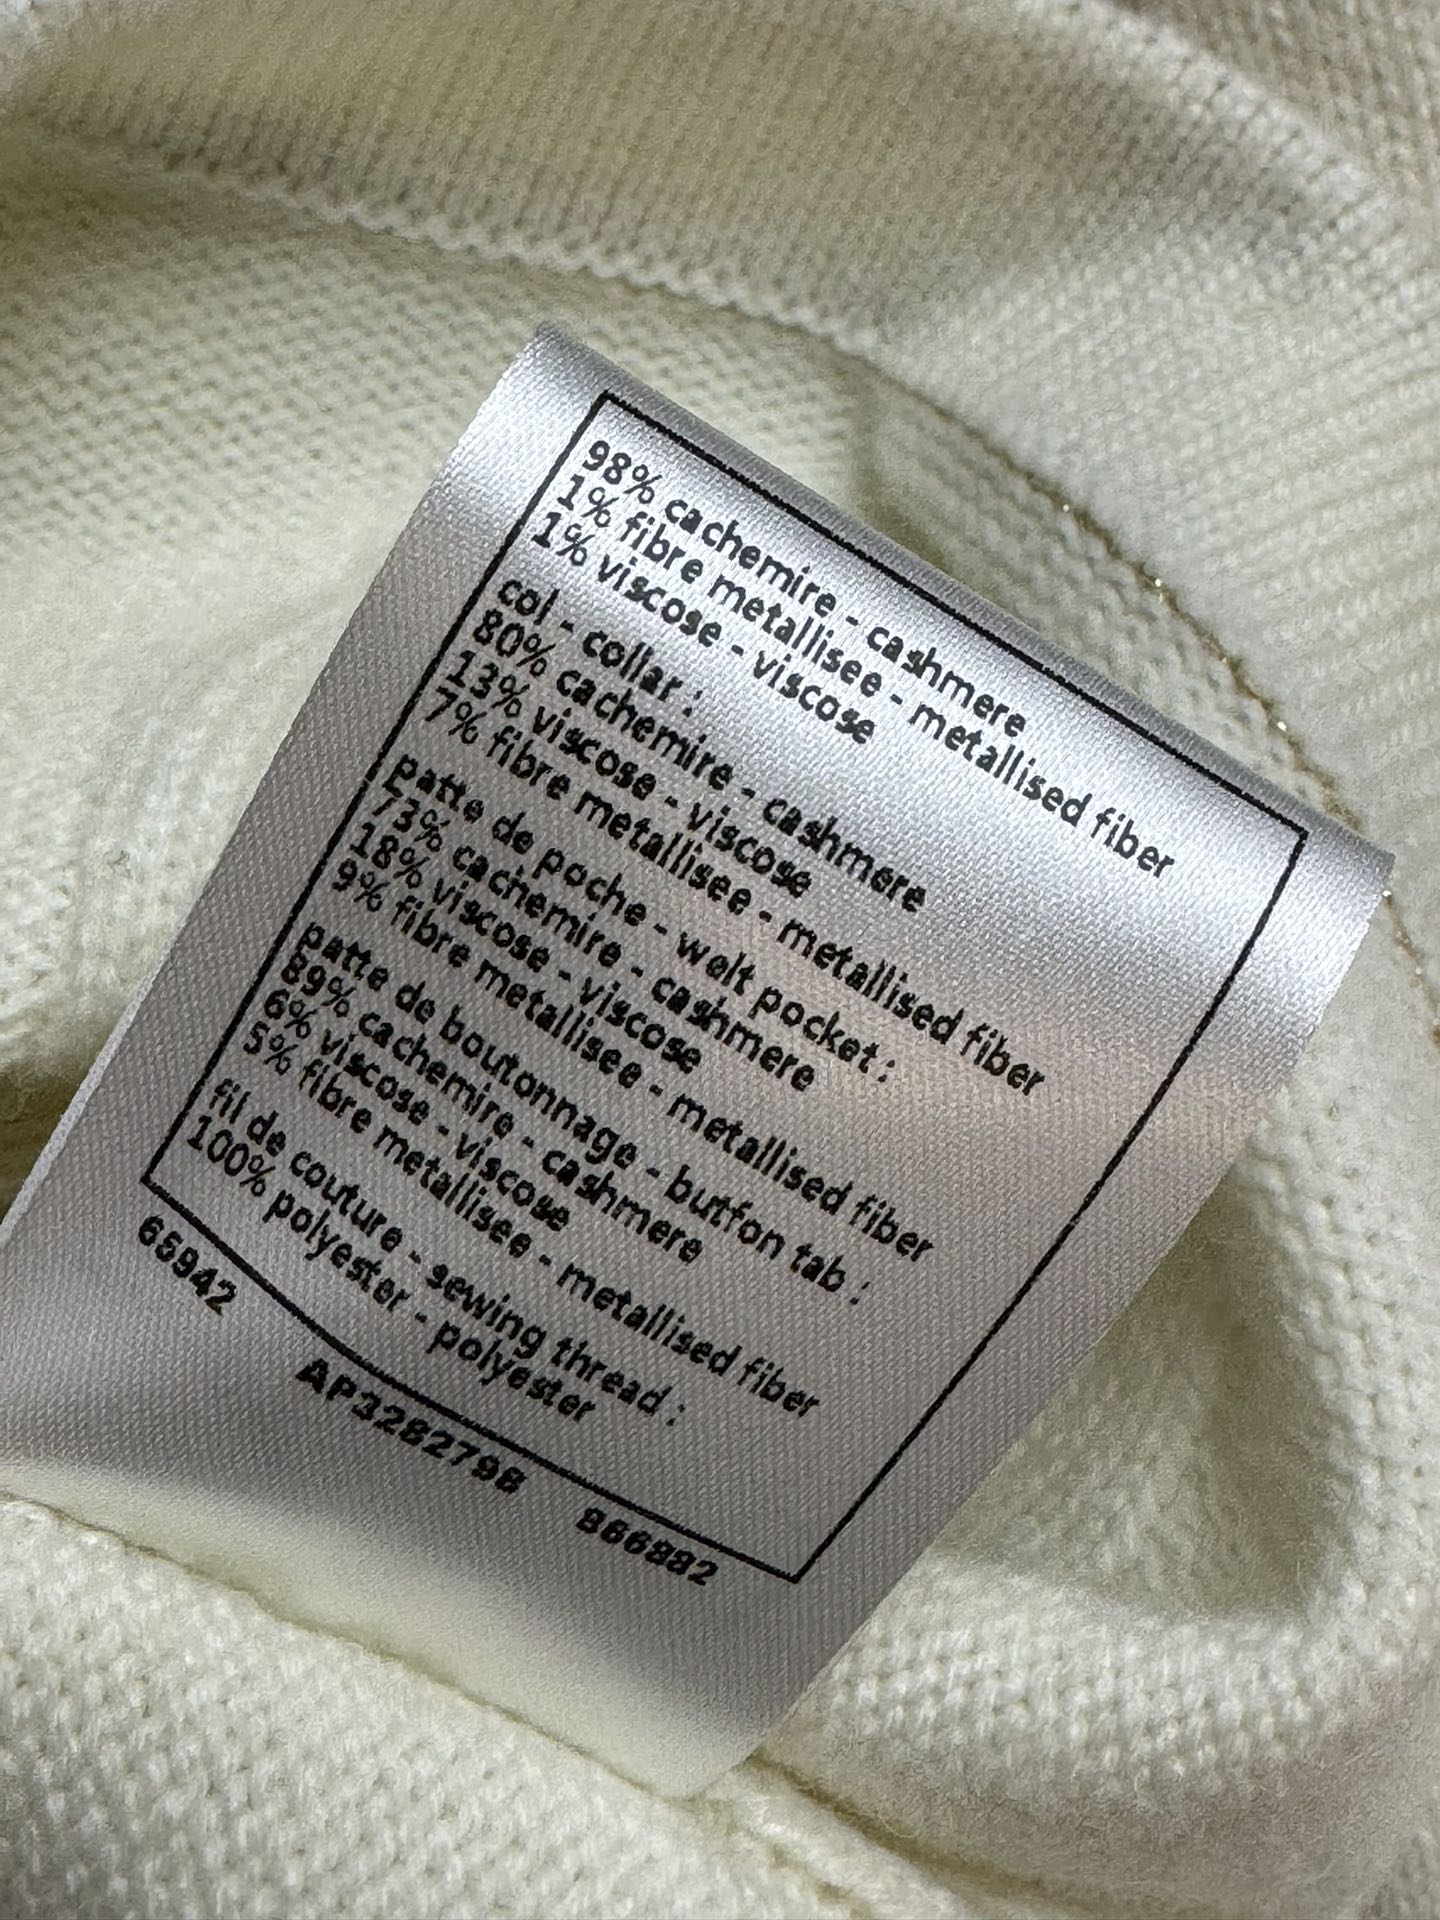 98% cachemire - cashmere
1% fibre metallisee - metallised fiber
1% viscose - viscose
col - collar :
80% cachemire - cashmere
13% viscose - viscose
7% fibre metallisee - metallised fiber
patte de poche - welt pocket :
73% cachemire - cashmere
18% viscose - viscose
9% fibre metallisee - metallised fiber
patte de boutonnage - button tab :
89% cachemire - cashmere
6% viscose - viscose
5% fibre metallisee - metallised fiber
fil de couture - sewing thread :
100% polyester - polyester